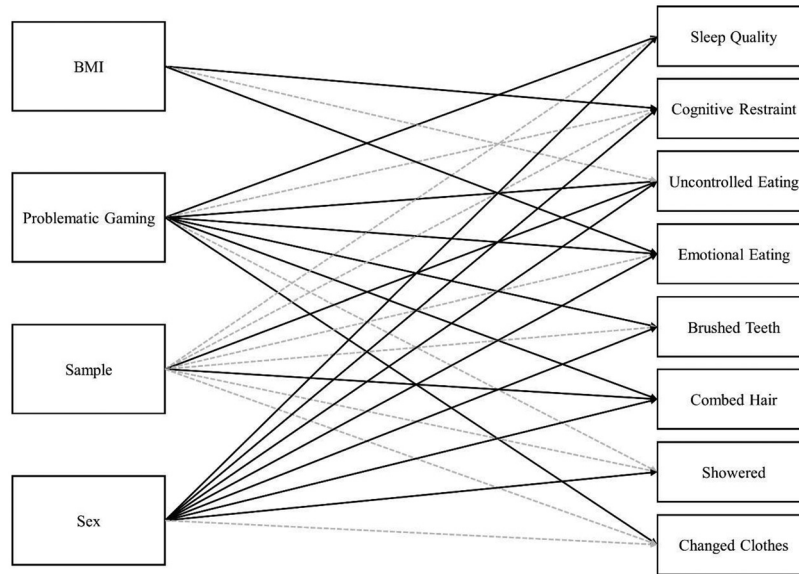 BMI
Problematic Gaming
Sample
Sex
Sleep Quality
Cognitive Restraint
Uncontrolled Eating
Emotional Eating
Brushed Teeth
Combed Hair
Showered
Changed Clothes